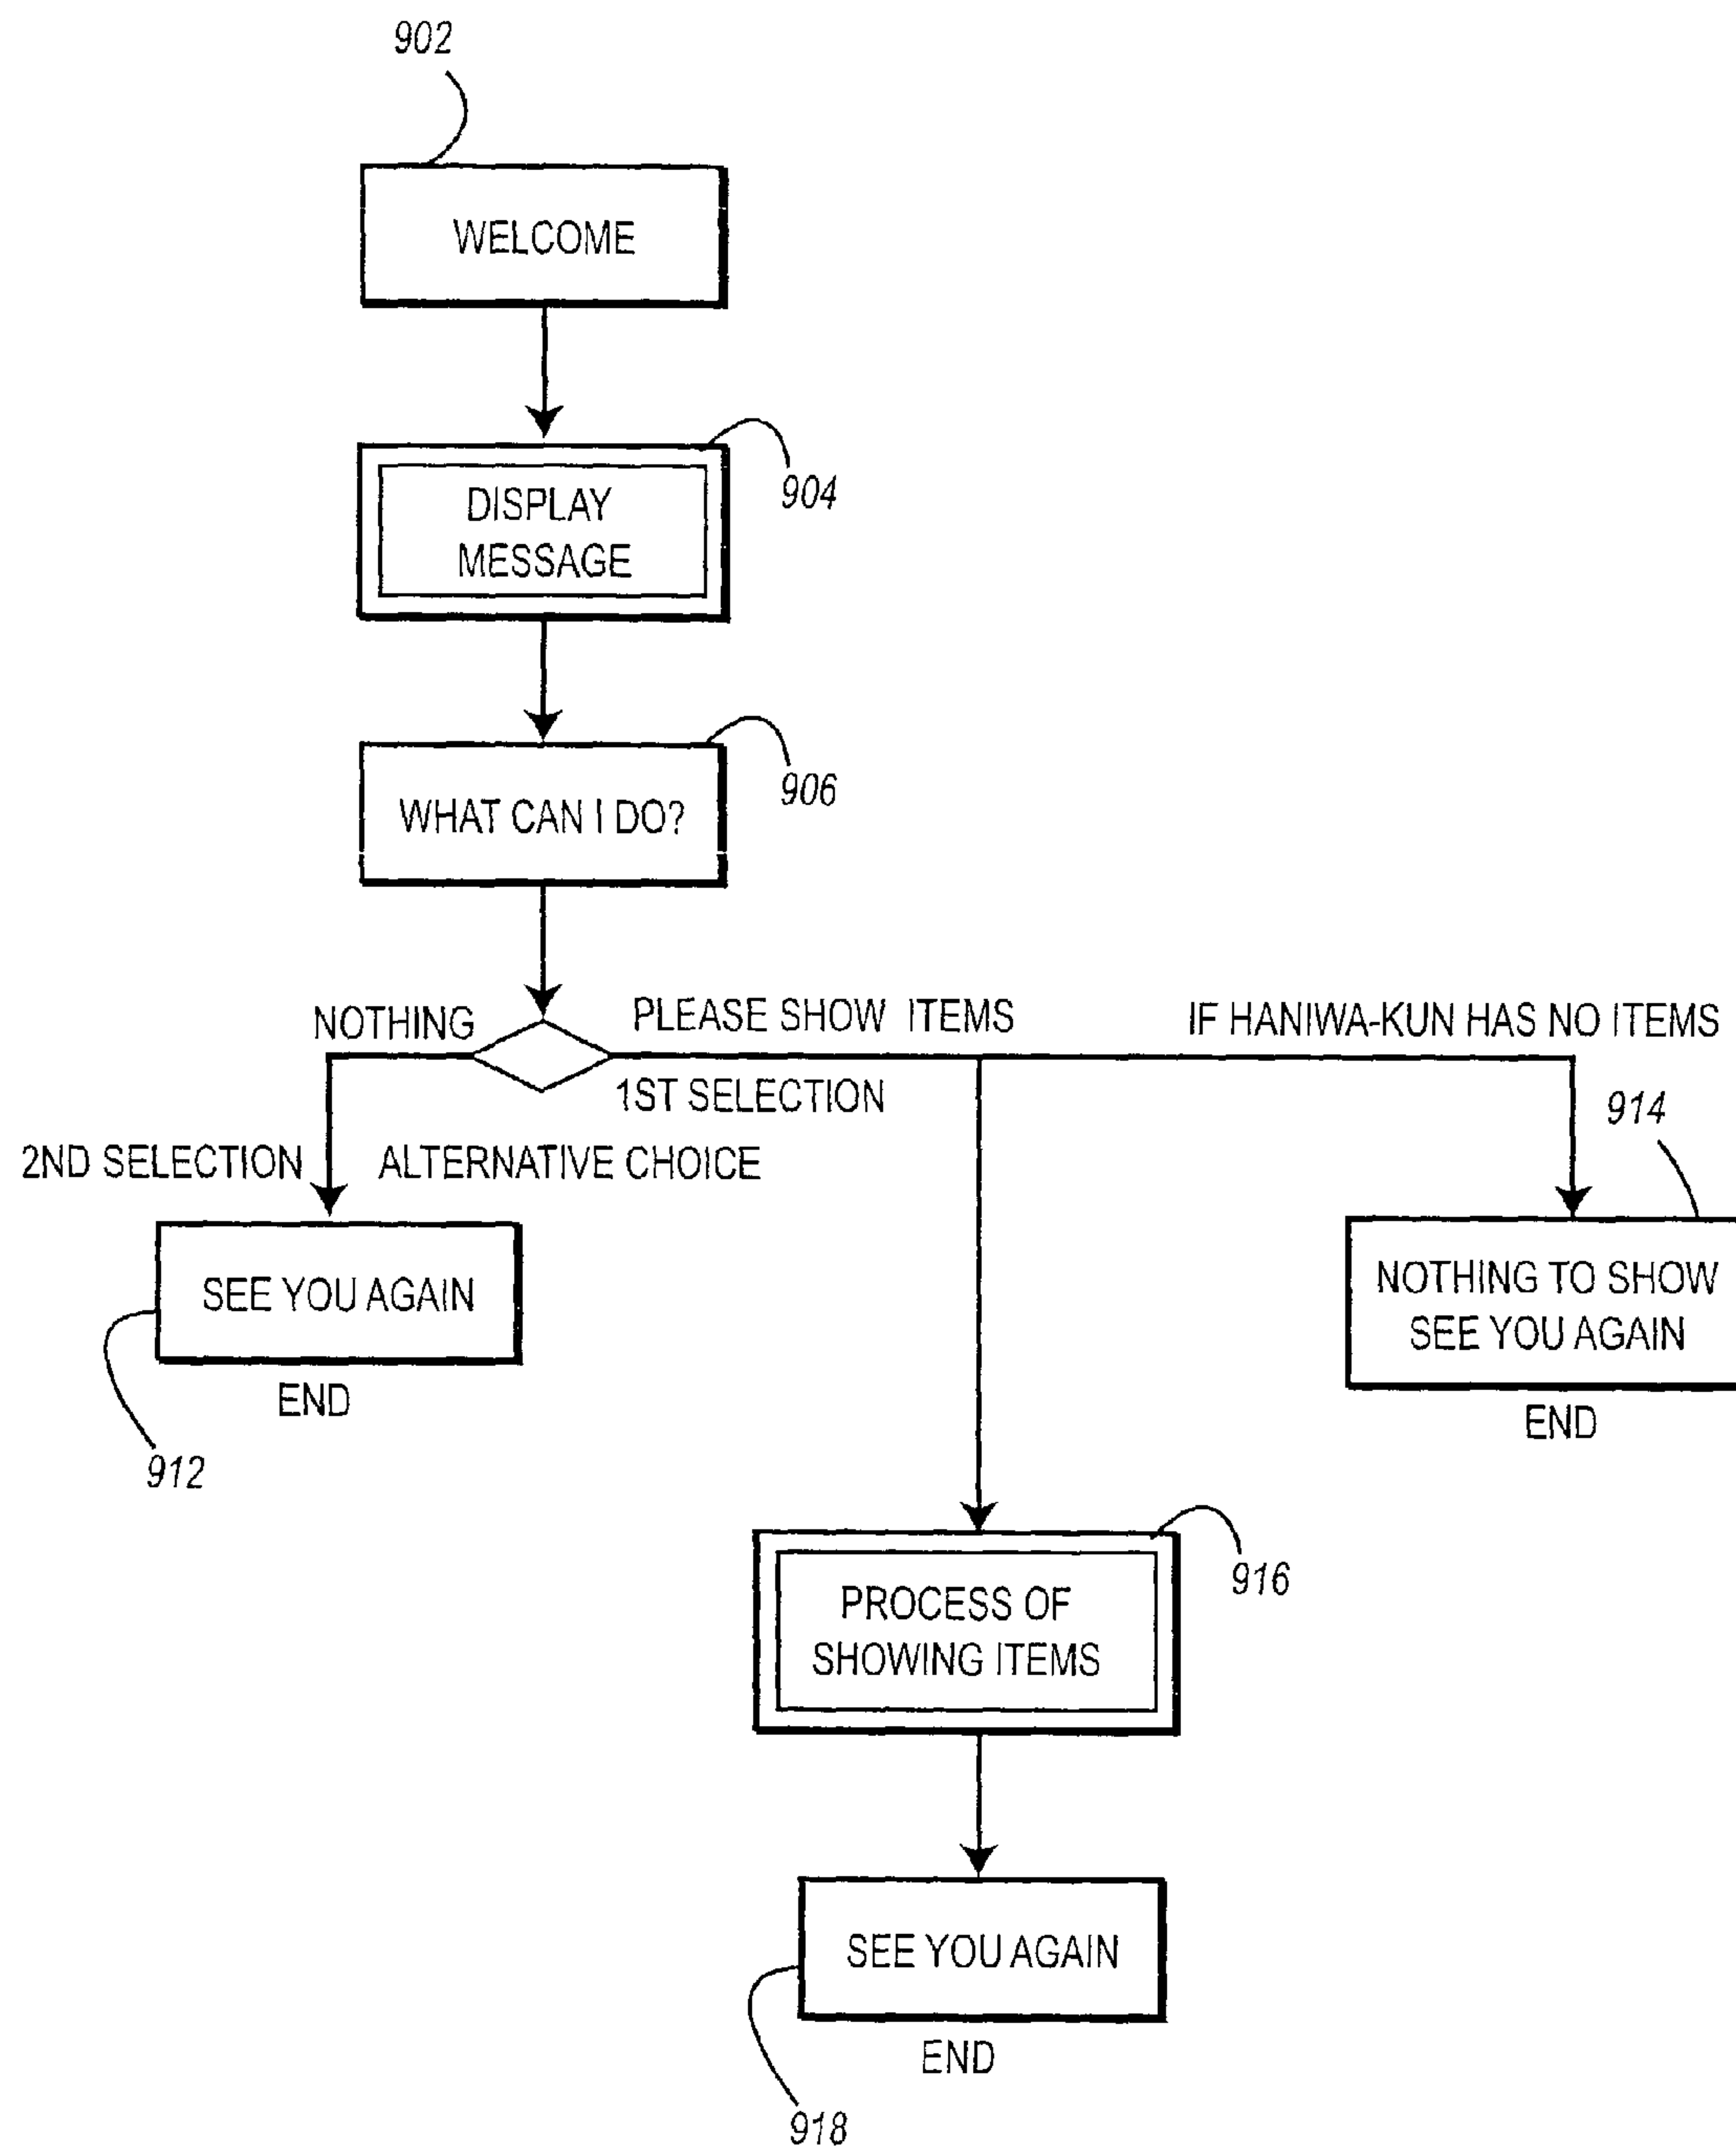 902
WELCOME
904
DISPLAY
MESSAGE
906
WHAT CAN I DO?
NOTHING
PLEASE SHOW ITEMS
IF HANIWA-KUN HAS NO ITEMS
1ST SELECTION
914
2ND SELECTION
ALTERNATIVE CHOICE
SEE YOU AGAIN
NOTHING TO SHOW
SEE YOU AGAIN
END
END
912
916
PROCESS OF
SHOWING ITEMS
SEE YOU AGAIN
END
918